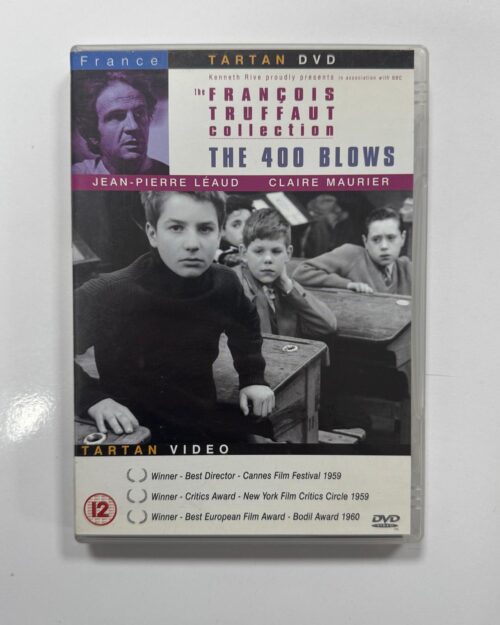 France TARTAN DVD
Kenneth Rive proudly presents in association with BBC
the FRANÇOIS
TRUFFAUT
collection
THE 400 BLOWS
JEAN-PIERRE LÉAUD CLAIRE MAURIER
TARTAN VIDEO
Winner - Best Director - Cannes Film Festival 1959
Winner - Critics Award - New York Film Critics Circle 1959
Winner - Best European Film Award - Bodil Award 1960
12
DVD
VIDEO